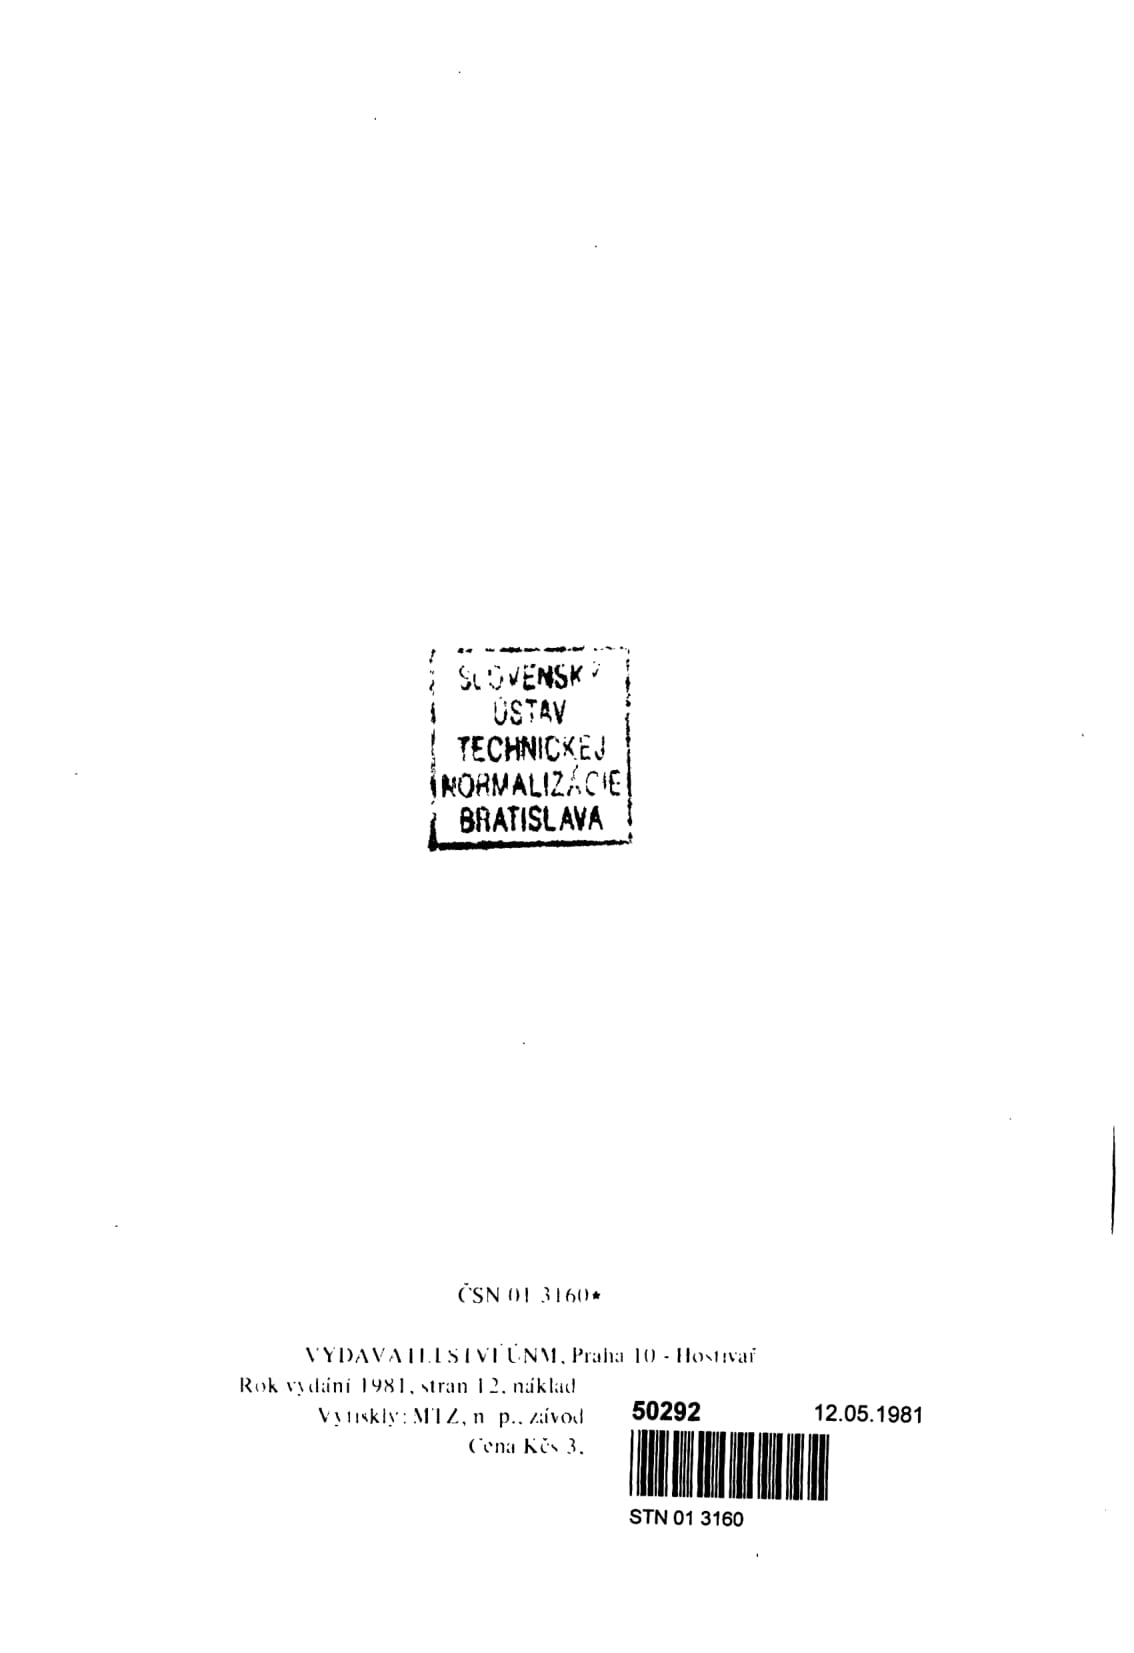 SLOVENSKÝ
ÚSTAV
TECHNICKEJ
NORMALIZÁCIE
BRATISLAVA
ČSN 01 3160*
VYDAVATELSTVÍ ÚNM, Praha 10 - Hostivař
Rok vydání 1981, stran 12, náklad
Vytiskly: MTZ, n. p., závod
Cena Kčs 3,
50292 12.05.1981
STN 01 3160